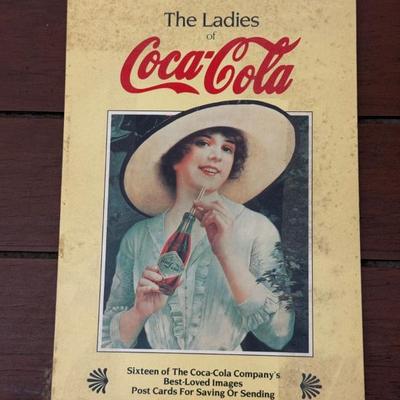 The Ladies
of
Coca-Cola
Sixteen of The Coca-Cola Company's
Best-Loved Images
Post Cards For Saving Or Sending